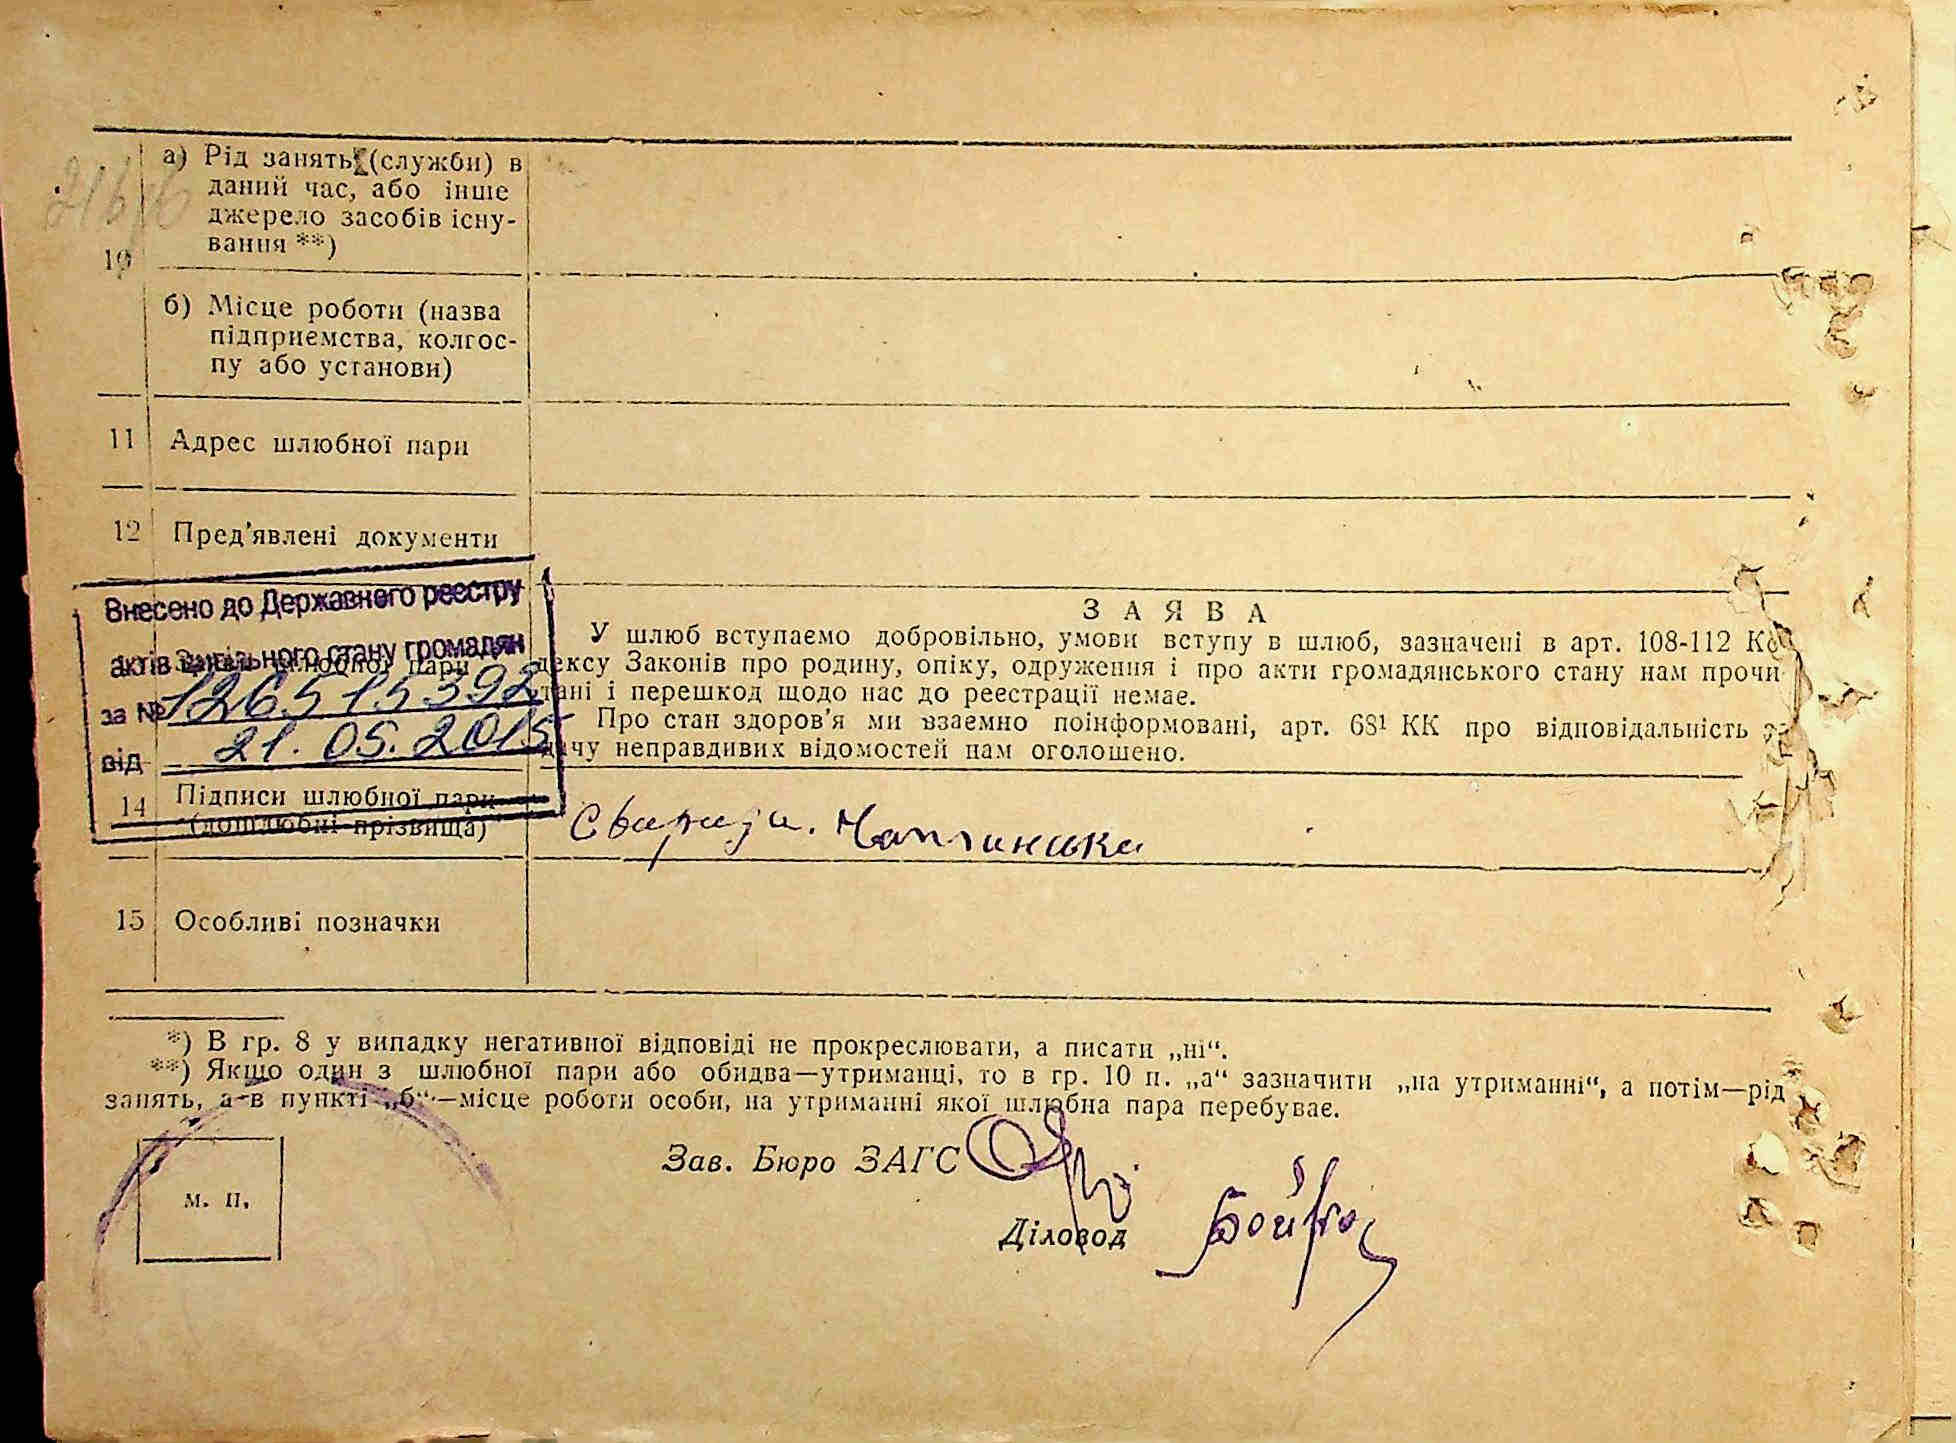 а) Рід занять (служби) в
даний час, або інше
джерело засобів існу-
вання **)
10
б) Місце роботи (назва
підприємства, колгос-
пу або установи)
11 Адрес шлюбної пари
12 Пред'явлені документи
Внесено до Державного реєстру
актів цивільного стану громадян
за № 1265 15392
від 21.05.2015
шлюбної пари
З А Я В А
У шлюб вступаємо добровільно, умови вступу в шлюб, зазначені в арт. 108-112 Ко
дексу Законів про родину, опіку, одруження і про акти громадянського стану нам прочи
тані і перешкод щодо нас до реєстрації немає.
Про стан здоров'я ми взаємно поінформовані, арт. 68¹ КК про відповідальність за
дачу неправдивих відомостей нам оголошено.
14 Підписи шлюбної пари
(дошлюбні прізвища)
15 Особливі позначки
*) В гр. 8 у випадку негативної відповіді не прокреслювати, а писати „ні“.
**) Якщо один з шлюбної пари або обидва—утриманці, то в гр. 10 п. „а“ зазначити „на утриманні“, а потім—рід
занять, а в пункті „б“—місце роботи особи, на утриманні якої шлюбна пара перебуває.
Зав. Бюро ЗАГС
М. П.
Діловод